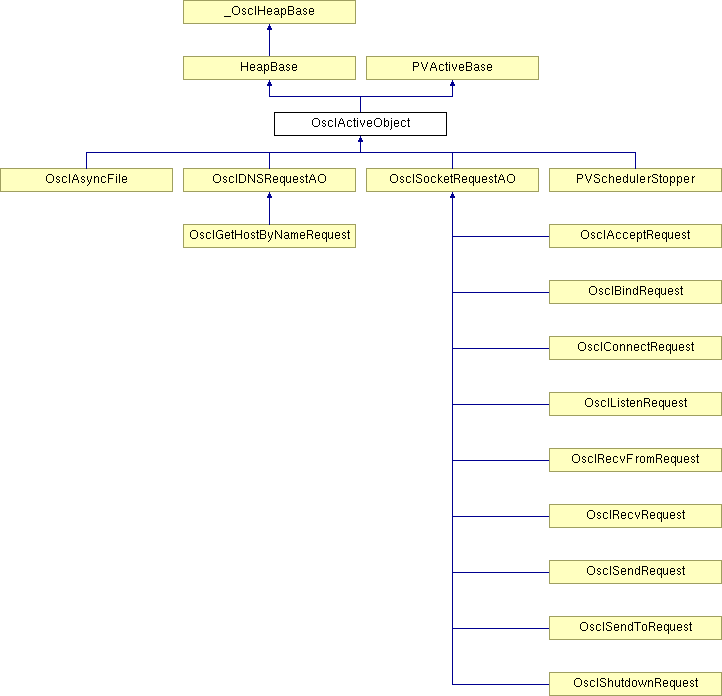 _OsclHeapBase
HeapBase
PVActiveBase
OsclActiveObject
OsclAsyncFile
OsclDNSRequestAO
OsclSocketRequestAO
PVSchedulerStopper
OsclGetHostByNameRequest
OsclAcceptRequest
OsclBindRequest
OsclConnectRequest
OsclListenRequest
OsclRecvFromRequest
OsclRecvRequest
OsclSendRequest
OsclSendToRequest
OsclShutdownRequest